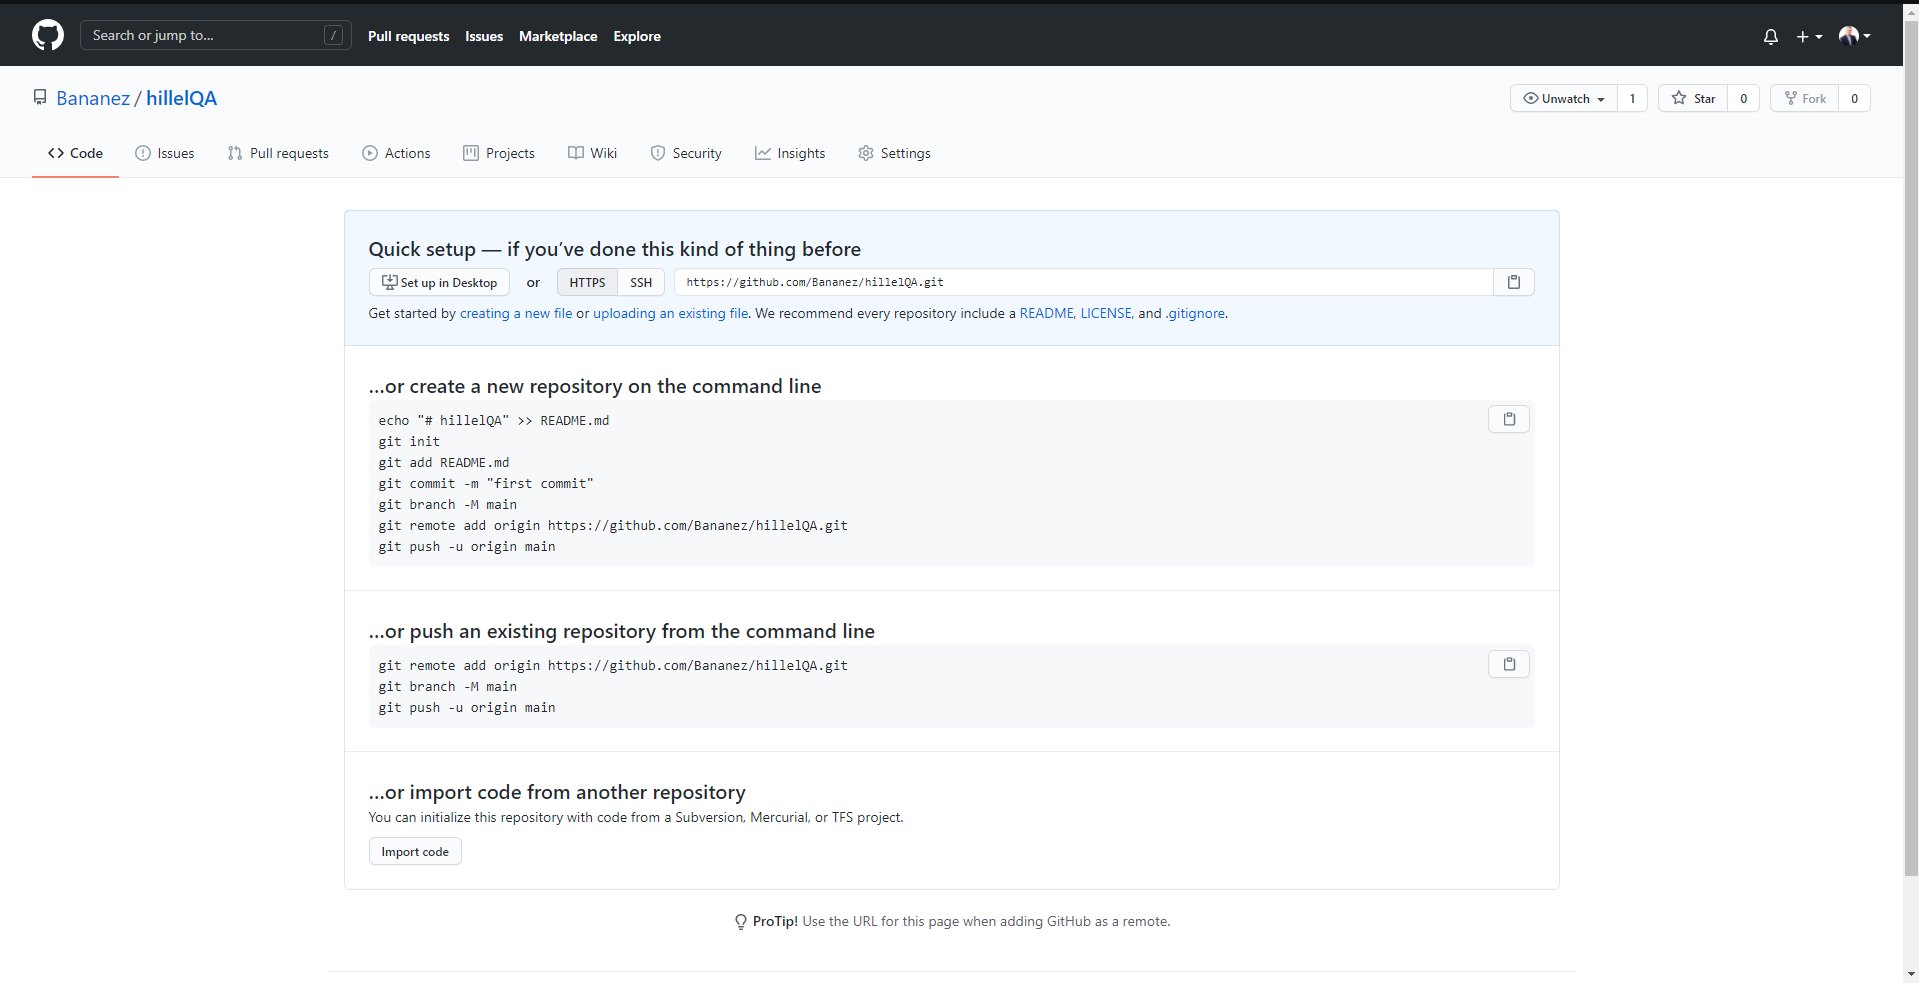 Search or jump to... /
Pull requests Issues Marketplace Explore
Bananez / hillelQA
Unwatch 1 Star 0 Fork 0
Code Issues Pull requests Actions Projects Wiki Security Insights Settings
Quick setup — if you’ve done this kind of thing before
Set up in Desktop or HTTPS SSH https://github.com/Bananez/hillelQA.git
Get started by creating a new file or uploading an existing file. We recommend every repository include a README, LICENSE, and .gitignore.
…or create a new repository on the command line
echo "# hillelQA" >> README.md
git init
git add README.md
git commit -m "first commit"
git branch -M main
git remote add origin https://github.com/Bananez/hillelQA.git
git push -u origin main
…or push an existing repository from the command line
git remote add origin https://github.com/Bananez/hillelQA.git
git branch -M main
git push -u origin main
…or import code from another repository
You can initialize this repository with code from a Subversion, Mercurial, or TFS project.
Import code
ProTip! Use the URL for this page when adding GitHub as a remote.